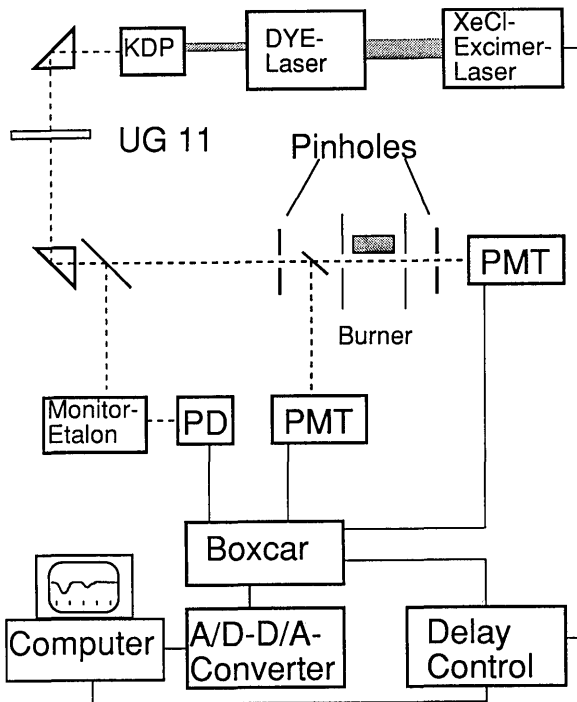 KDP
DYE-
Laser
XeCl-
Excimer-
Laser
UG 11
Pinholes
PMT
Burner
Monitor-
Etalon
PD
PMT
Boxcar
Computer
A/D-D/A-
Converter
Delay
Control